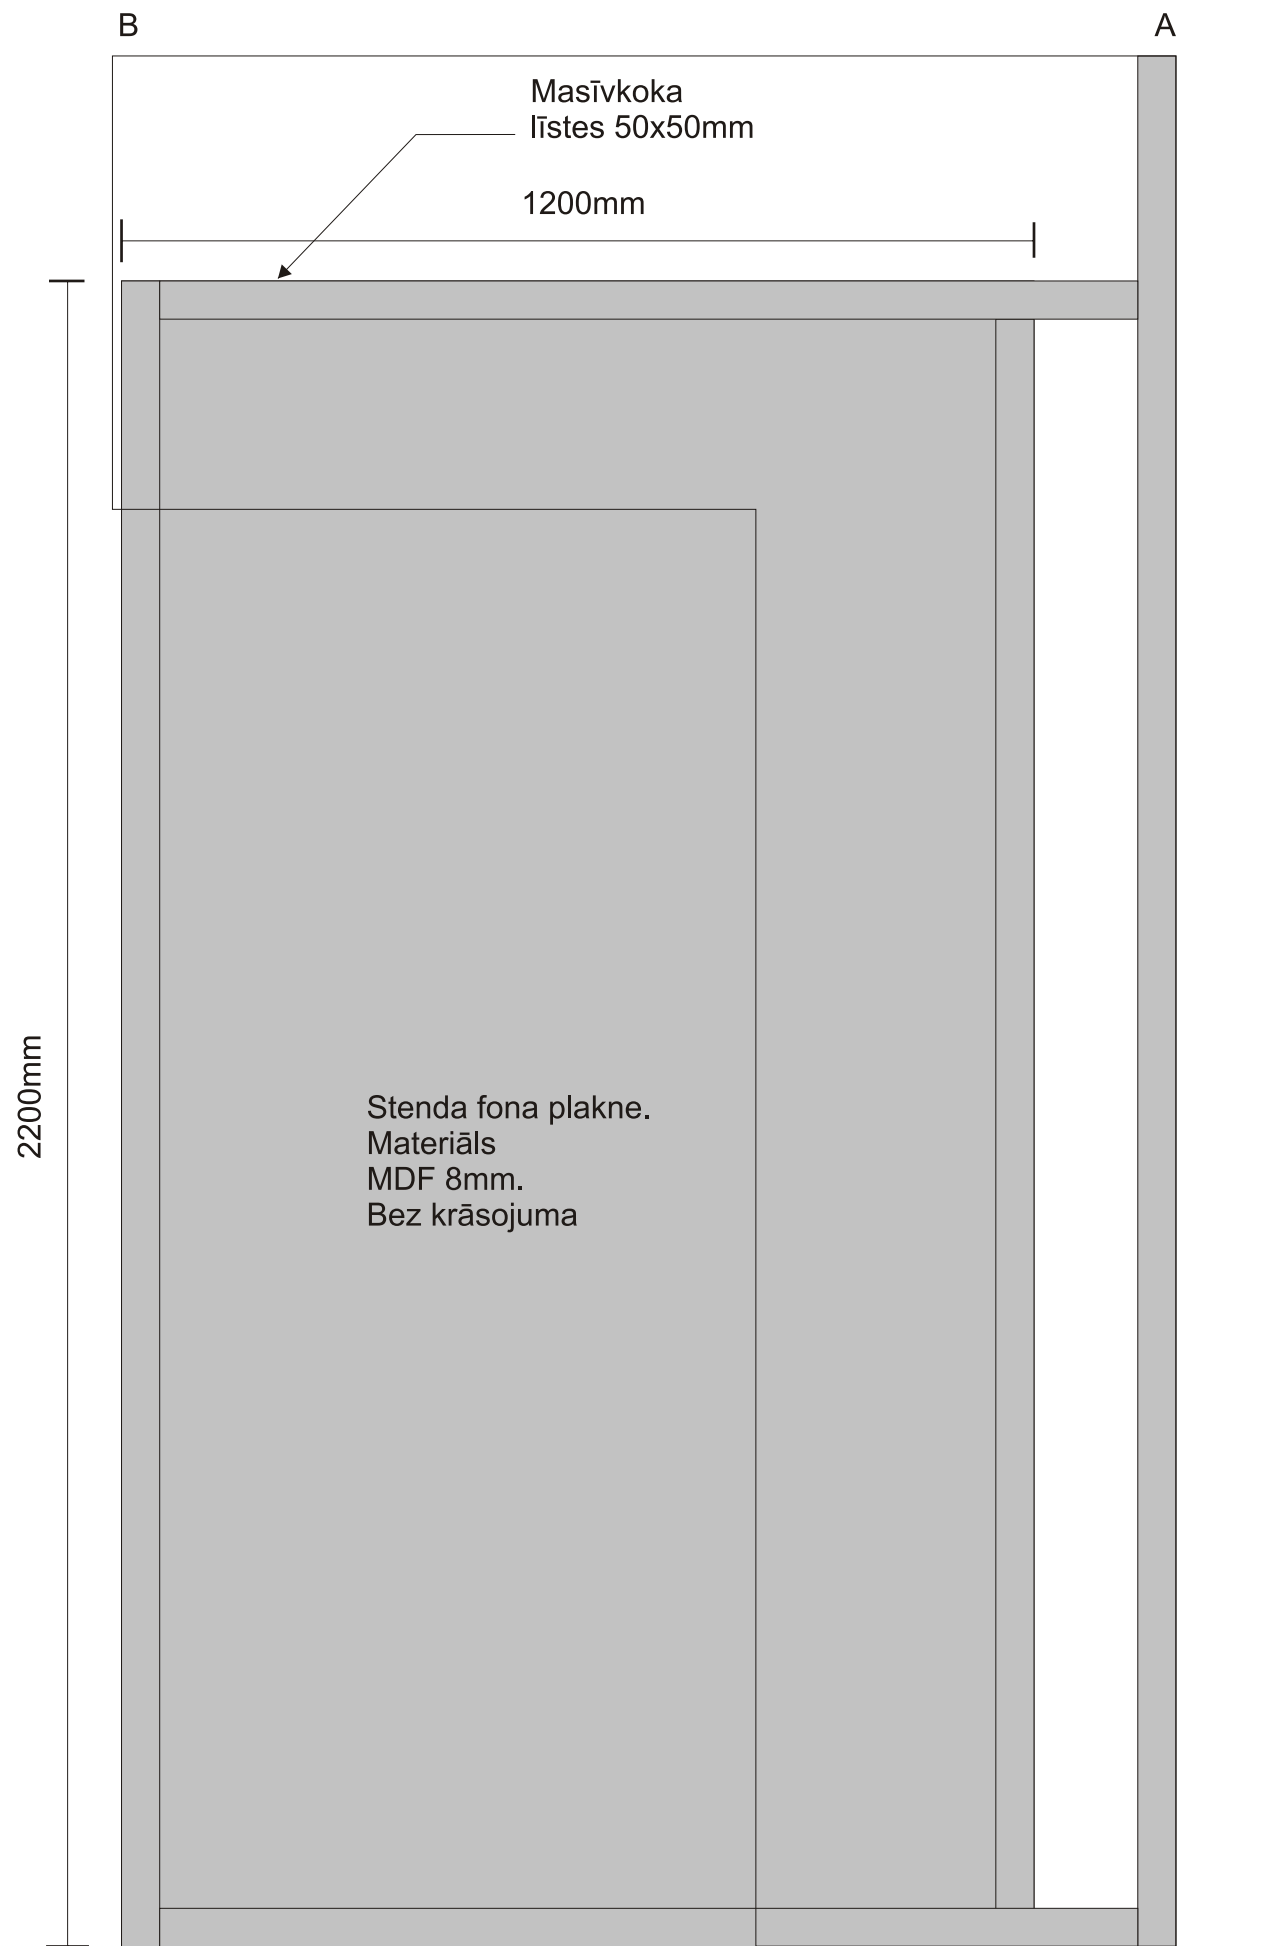 B
A
Masīvkoka
līstes 50x50mm
1200mm
2200mm
Stenda fona plakne.
Materiāls
MDF 8mm.
Bez krāsojuma